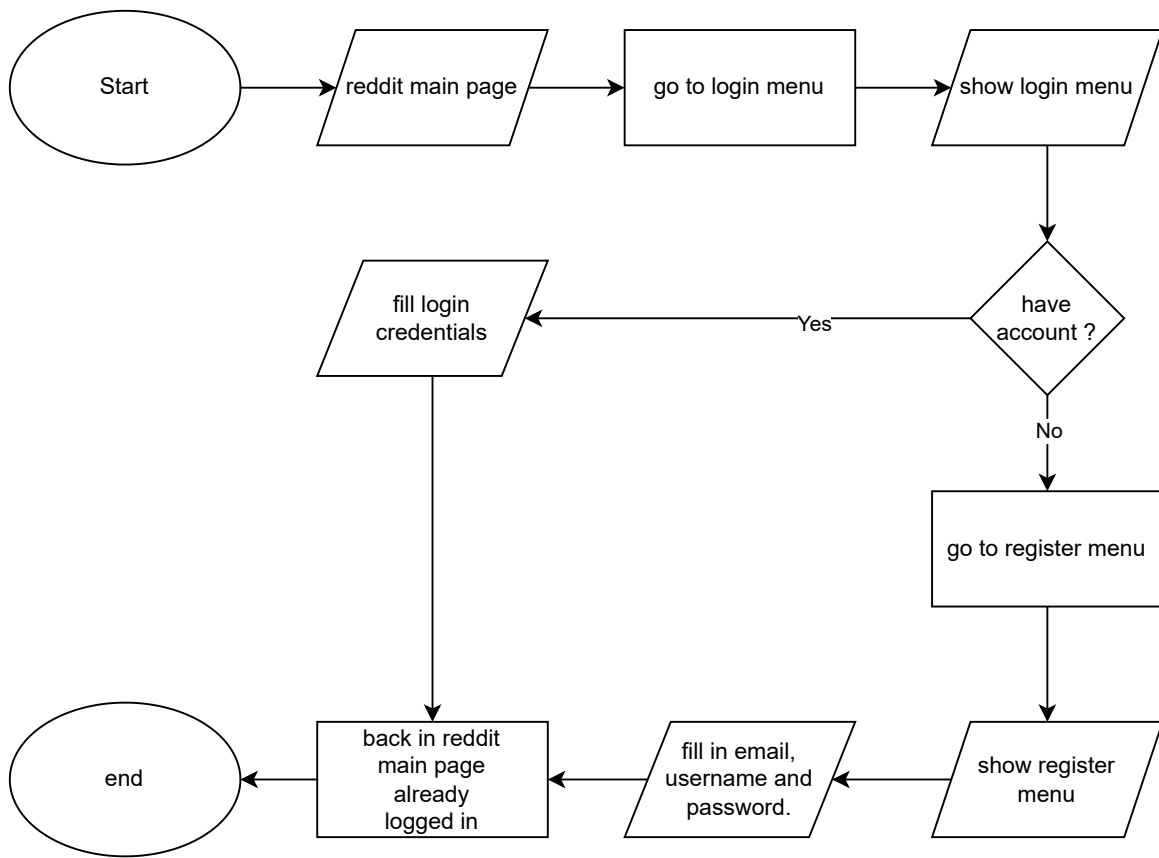 Start
reddit main page
go to login menu
show login menu
have
account ?
Yes
fill login
credentials
No
go to register menu
show register
menu
fill in email,
username and
password.
back in reddit
main page
already
logged in
end